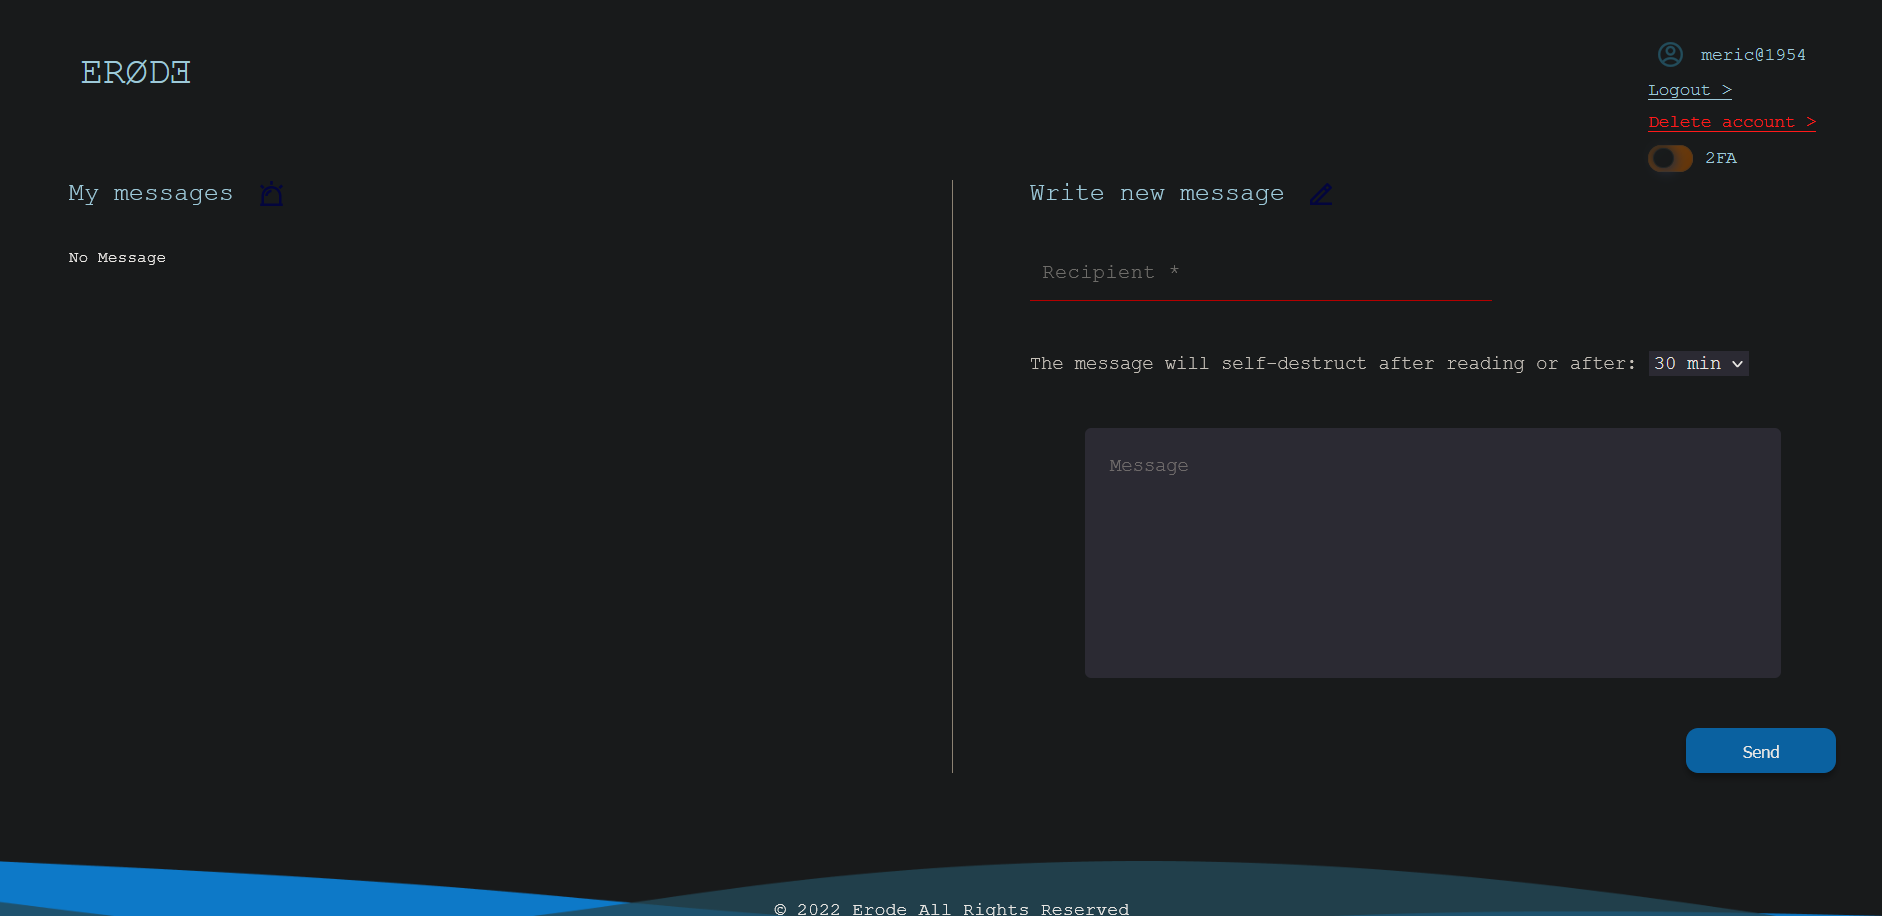 ERØDƎ
meric@1954
Logout >
Delete account >
2FA
My messages
No Message
Write new message
Recipient *
The message will self-destruct after reading or after: 30 min
Message
Send
© 2022 Erode All Rights Reserved